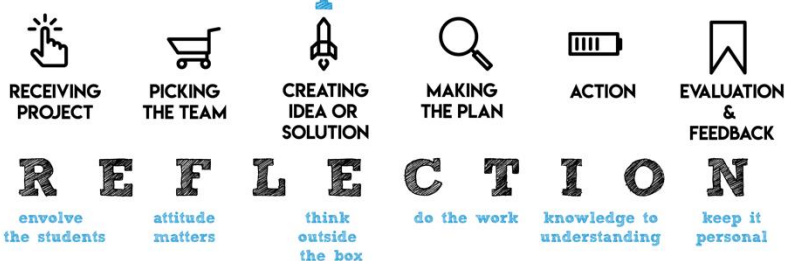 RECEIVING
PROJECT
PICKING
THE TEAM
CREATING
IDEA OR
SOLUTION
MAKING
THE PLAN
ACTION
EVALUATION
&
FEEDBACK
REFLECTION
envolve
the students
attitude
matters
think
outside
the box
do the work
knowledge to
understanding
keep it
personal